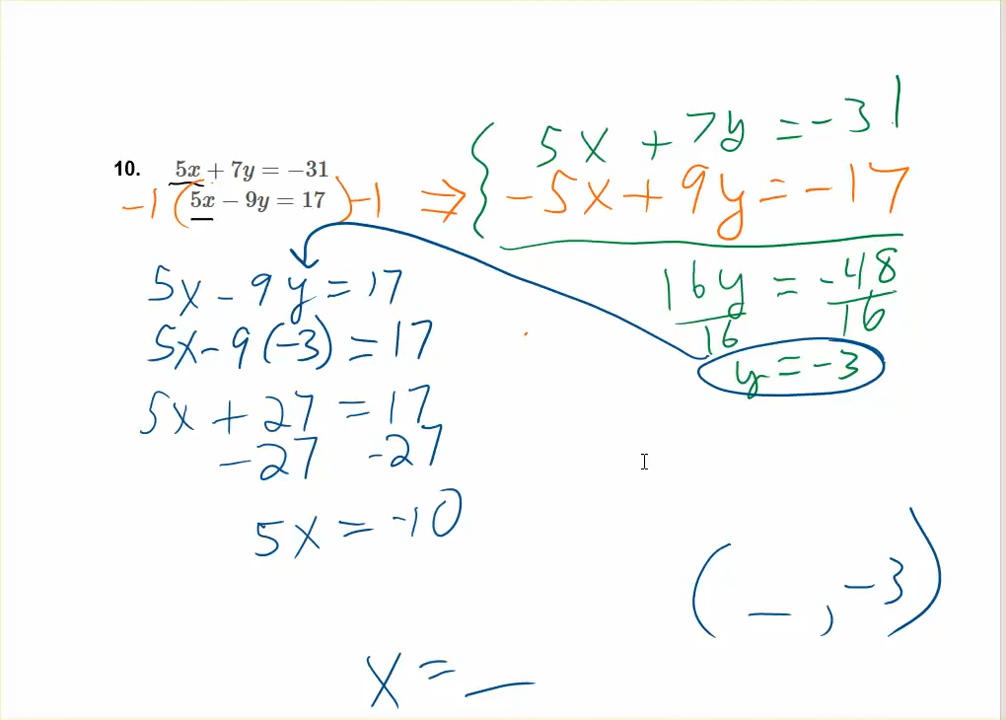 10. 5x + 7y = −31
-1 ( 5x − 9y = 17 ) -1 ⇒
5x + 7y = -31
-5x + 9y = -17
16y = -48
16 16
y = -3
5x - 9y = 17
5x - 9(-3) = 17
5x + 27 = 17
-27 -27
5x = -10
x = _
( _ , -3 )